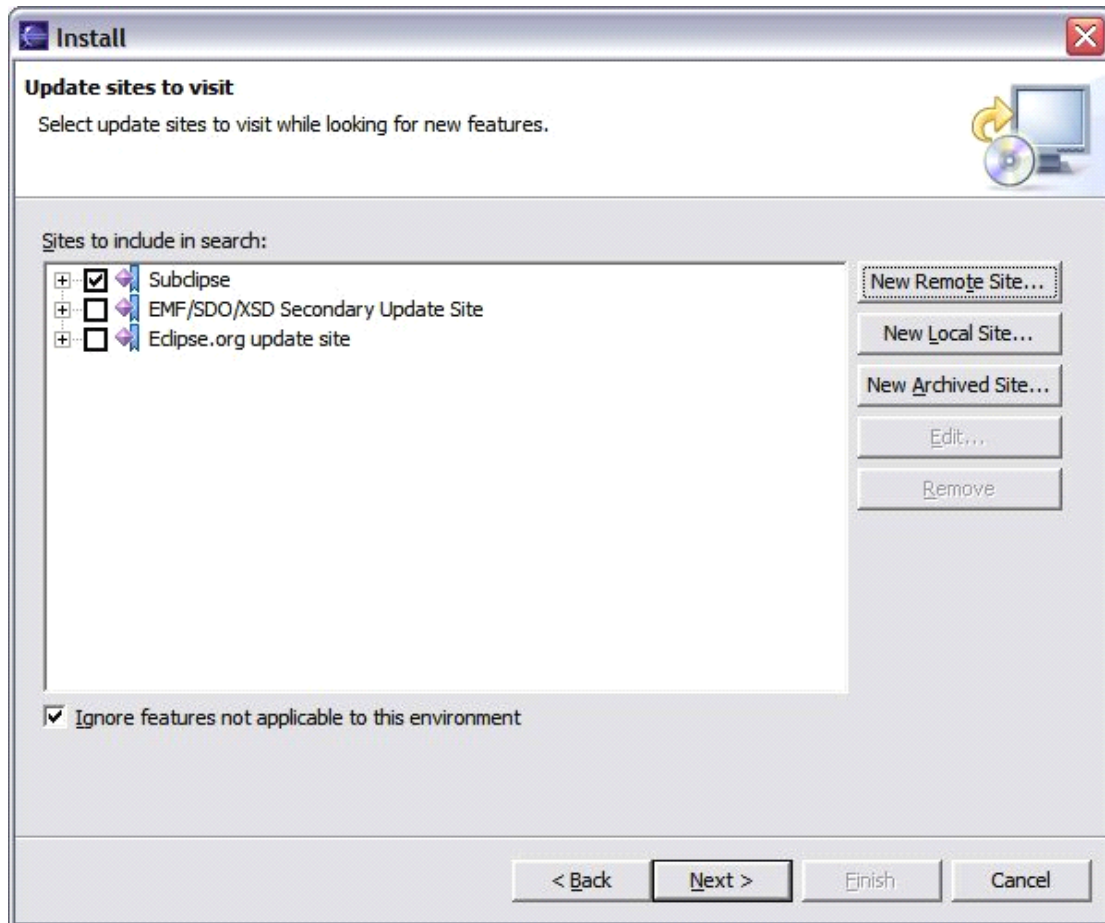 Install
Update sites to visit
Select update sites to visit while looking for new features.
Sites to include in search:
Subclipse
EMF/SDO/XSD Secondary Update Site
Eclipse.org update site
New Remote Site...
New Local Site...
New Archived Site...
Edit...
Remove
Ignore features not applicable to this environment
< Back Next > Finish Cancel